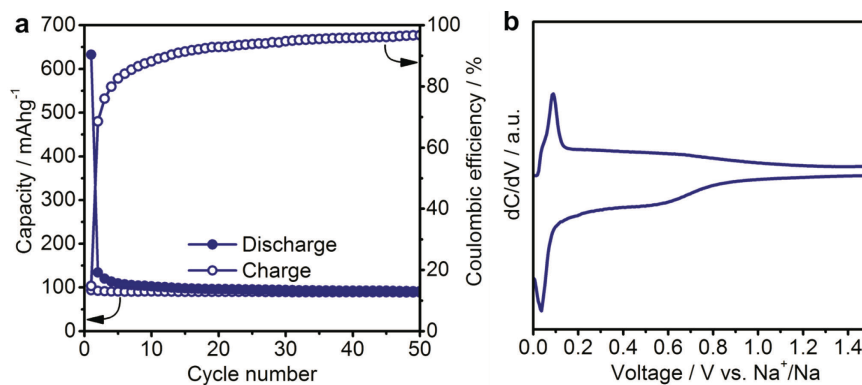 a
700
600
500
400
300
200
100
0
Capacity / mAhg⁻¹
0 10 20 30 40 50
Cycle number
100
80
60
40
20
0
Coulombic efficiency / %
Discharge
Charge
b
dC/dV / a.u.
0.0 0.2 0.4 0.6 0.8 1.0 1.2 1.4
Voltage / V vs. Na⁺/Na